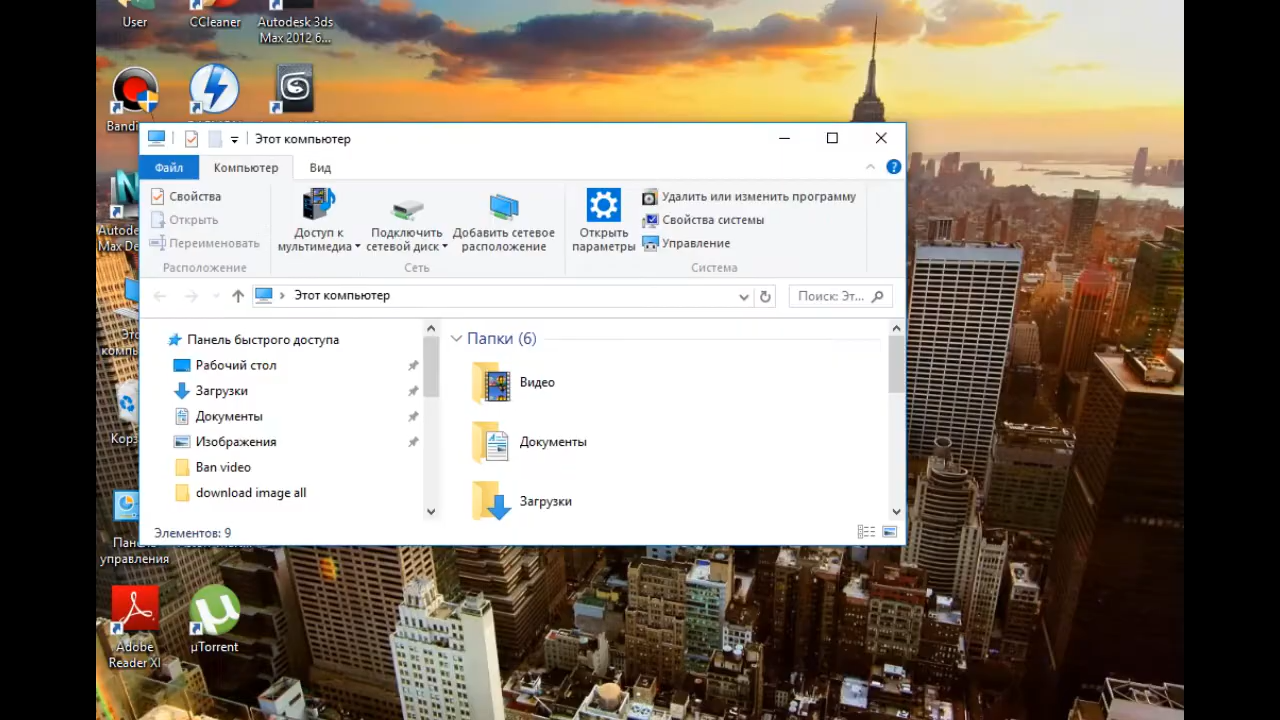 User
CCleaner
Autodesk 3ds
Max 2012 6...
Bandi
Этот компьютер
Файл
Компьютер
Вид
Свойства
Открыть
Переименовать
Расположение
Доступ к
мультимедиа
Подключить
сетевой диск
Добавить сетевое
расположение
Сеть
Открыть
параметры
Удалить или изменить программу
Свойства системы
Управление
Система
Этот компьютер
Поиск: Эт...
Autode
Max De
Панель быстрого доступа
Рабочий стол
Загрузки
Документы
Изображения
Ban video
download image all
Папки (6)
Видео
Документы
Загрузки
Элементов: 9
Это
компь
Корз
Пане
управления
Adobe
Reader XI
µTorrent